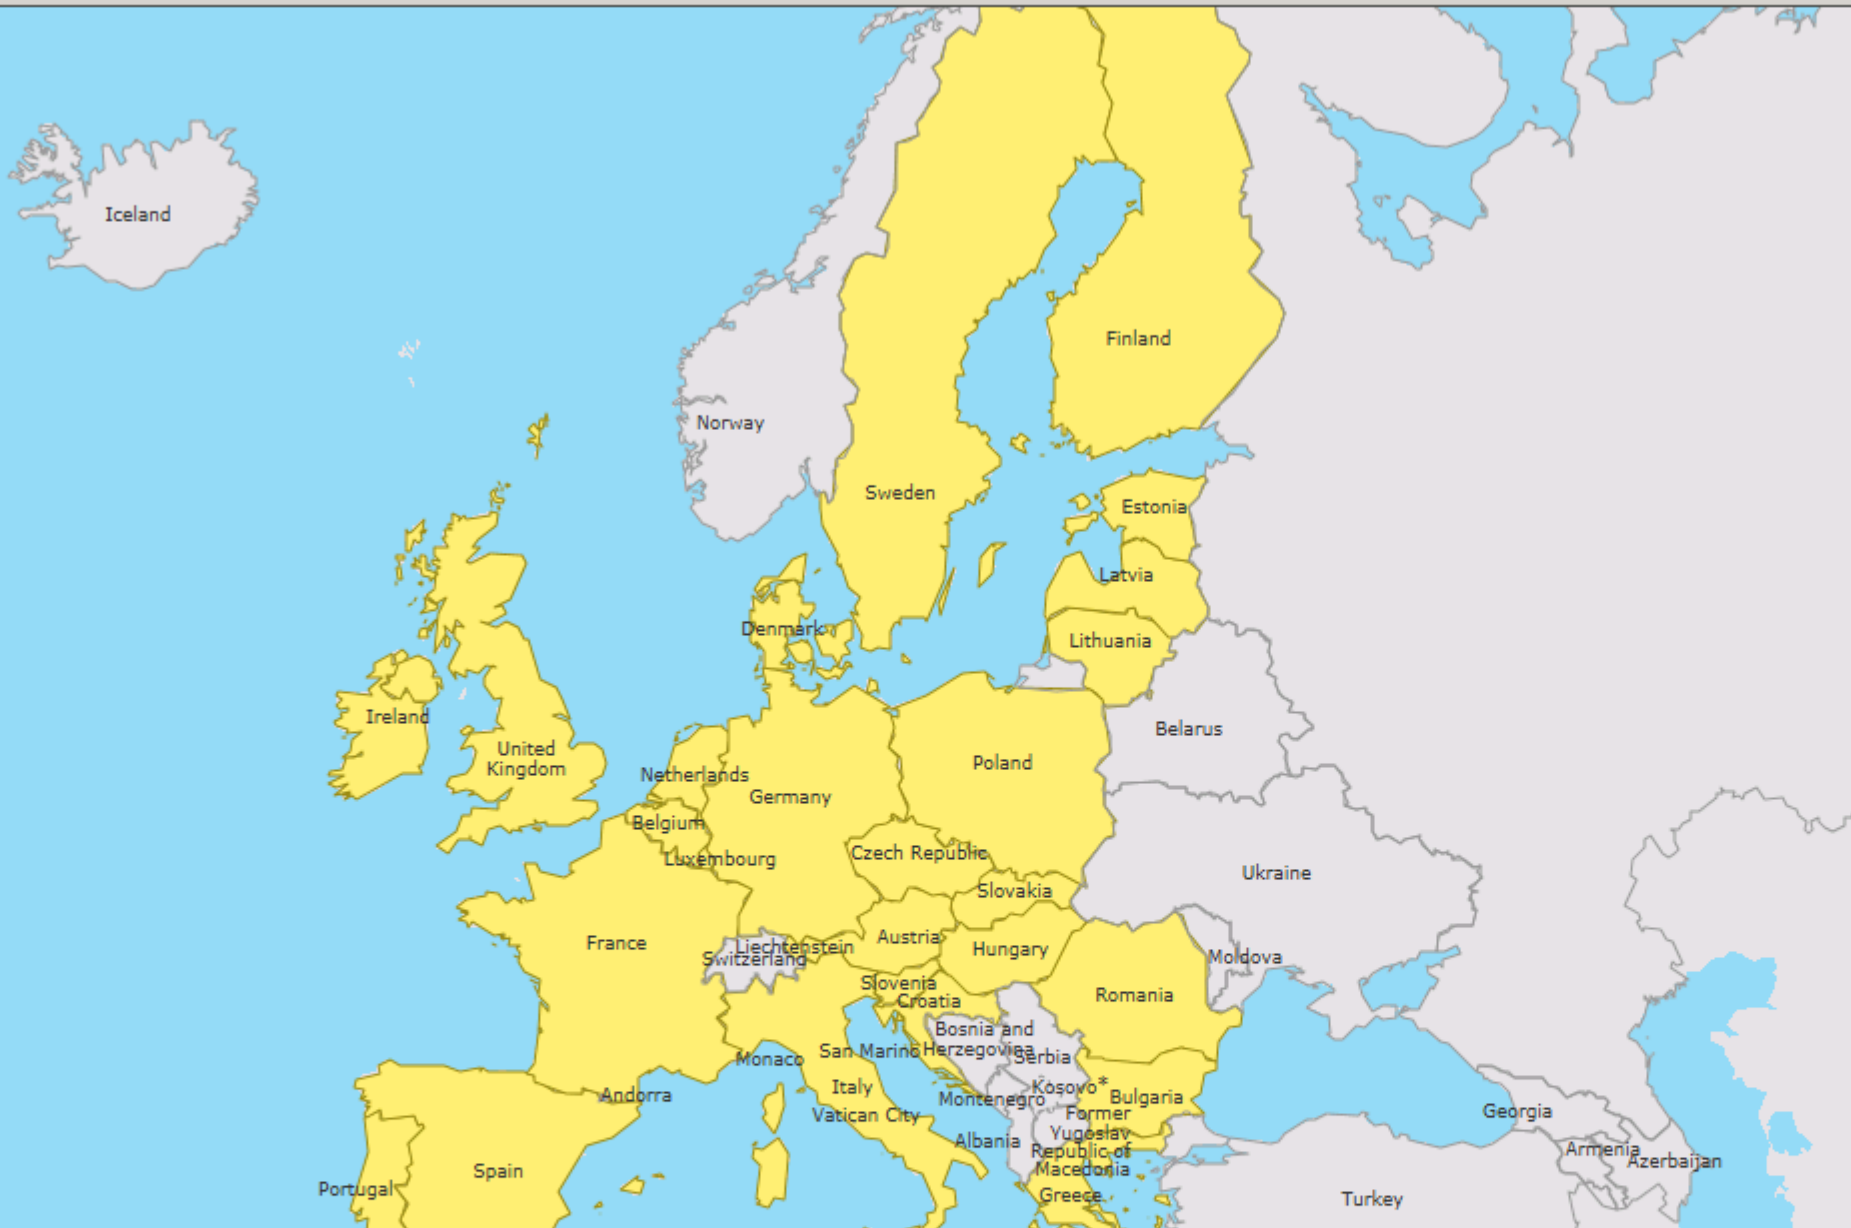 Iceland
Finland
Norway
Sweden
Estonia
Latvia
Denmark
Lithuania
Ireland
Belarus
United
Kingdom
Poland
Netherlands
Germany
Belgium
Czech Republic
Luxembourg
Ukraine
Slovakia
Austria
France
Liechtenstein
Hungary
Switzerland
Moldova
Slovenia
Romania
Croatia
Bosnia and
Herzegovina
San Marino
Serbia
Monaco
Italy
Kosovo*
Andorra
Bulgaria
Montenegro
Vatican City
Former
Yugoslav
Republic of
Macedonia
Georgia
Albania
Armenia
Azerbaijan
Spain
Portugal
Greece
Turkey